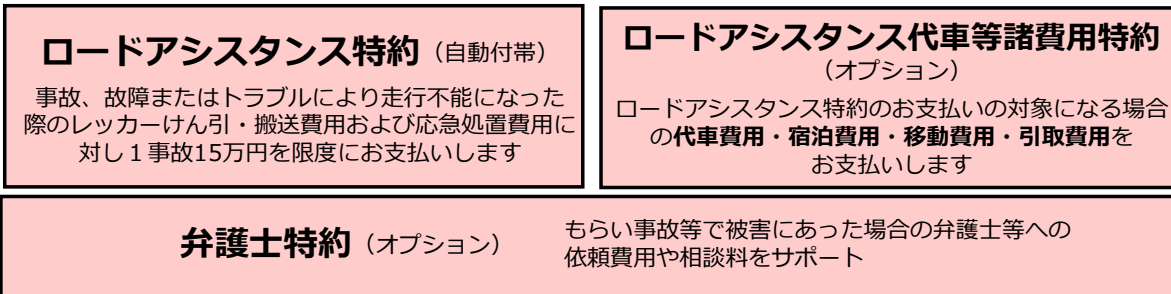 ロードアシスタンス特約（自動付帯）
事故、故障またはトラブルにより走行不能になった
際のレッカーけん引・搬送費用および応急処置費用に
対し１事故15万円を限度にお支払いします
ロードアシスタンス代車等諸費用特約
（オプション）
ロードアシスタンス特約のお支払いの対象になる場合
の代車費用・宿泊費用・移動費用・引取費用を
お支払いします
弁護士特約（オプション）
もらい事故等で被害にあった場合の弁護士等への
依頼費用や相談料をサポート